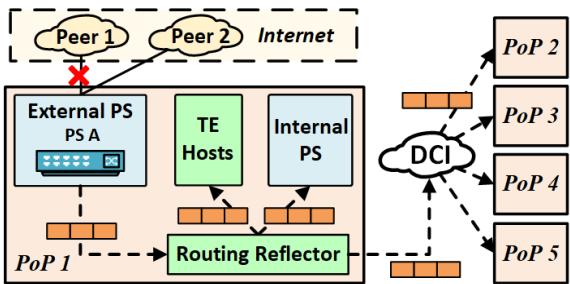 Peer 1
Peer 2
Internet
External PS
PS A
TE
Hosts
Internal
PS
Routing Reflector
PoP 1
DCI
PoP 2
PoP 3
PoP 4
PoP 5